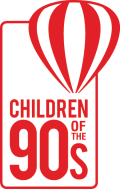 CHILDREN
OF THE
90s